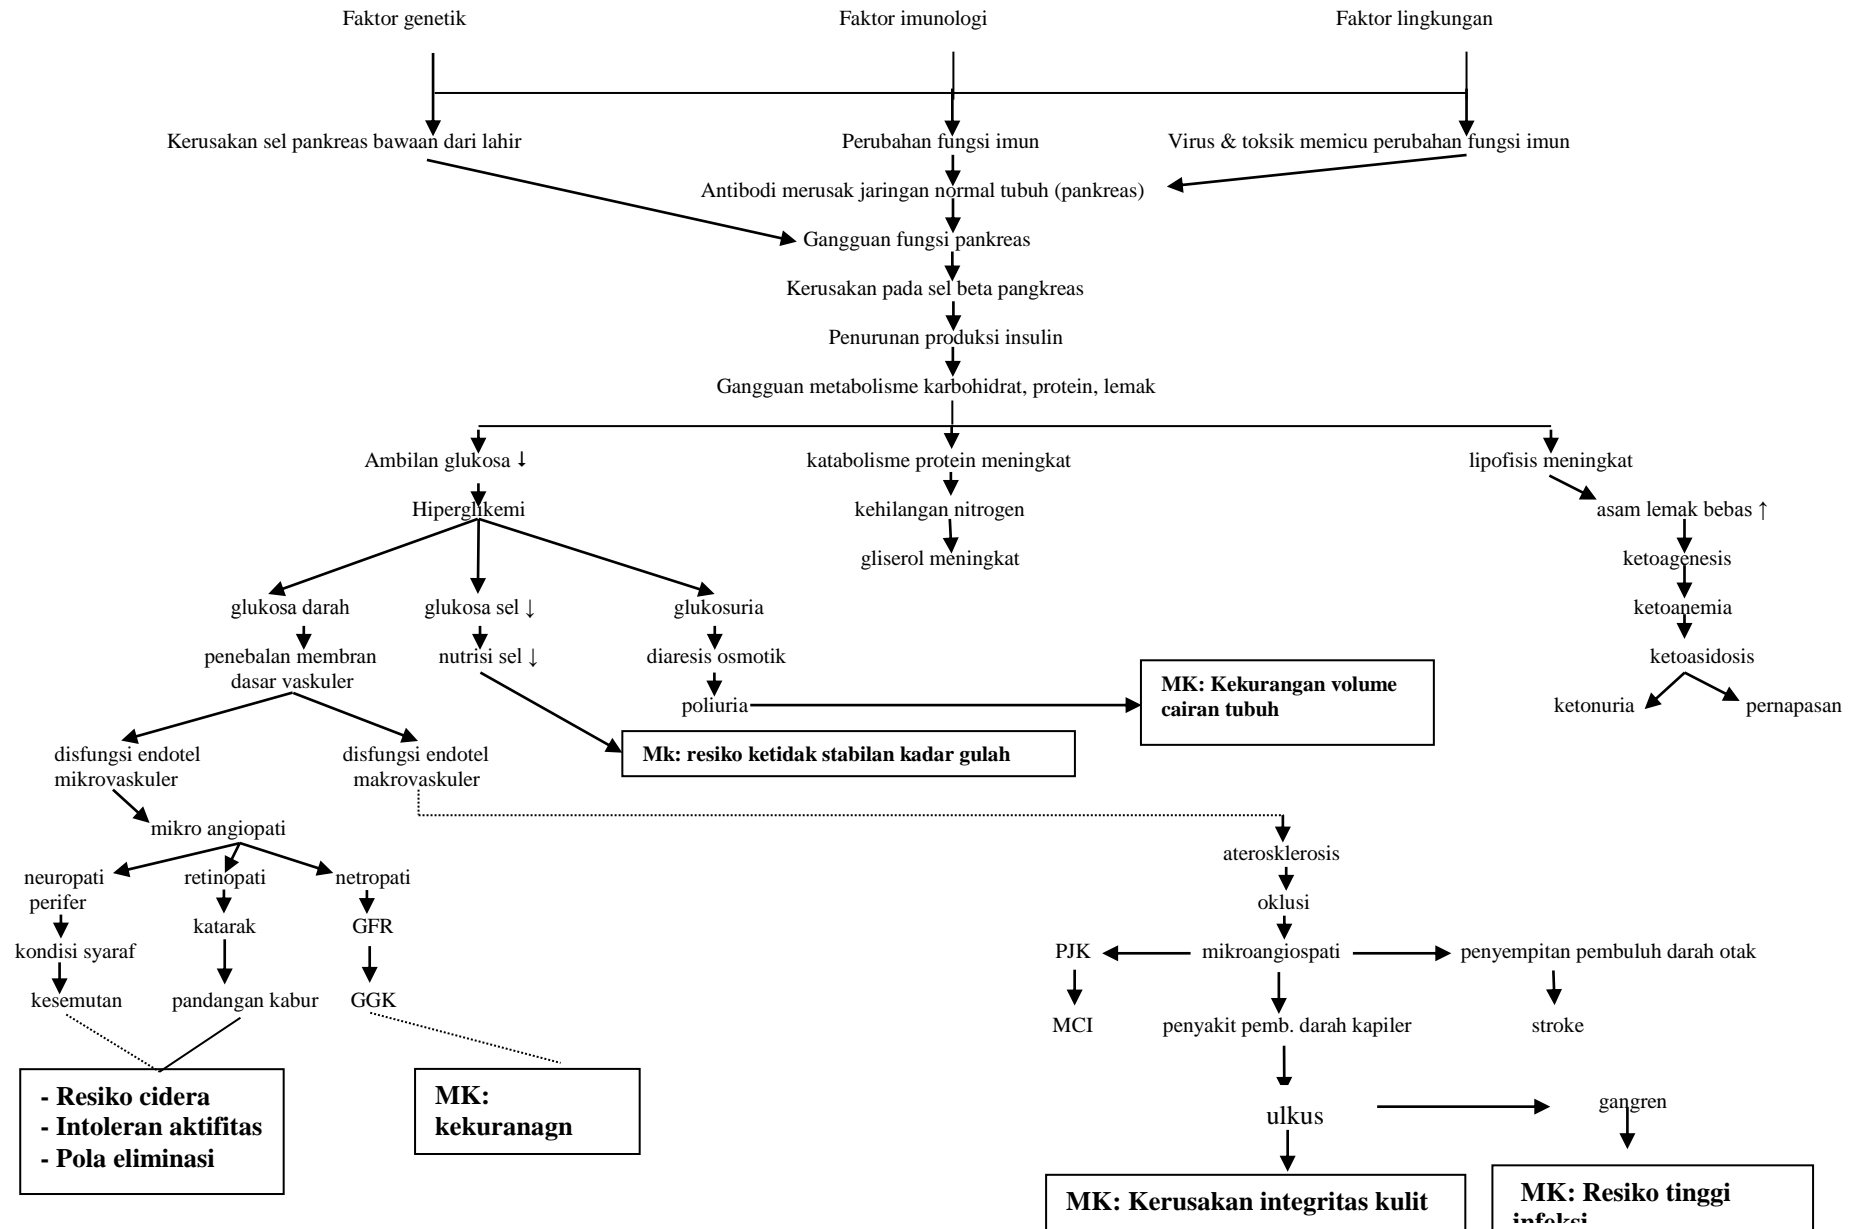 Faktor genetik
Faktor imunologi
Faktor lingkungan
Kerusakan sel pankreas bawaan dari lahir
Perubahan fungsi imun
Virus & toksik memicu perubahan fungsi imun
Antibodi merusak jaringan normal tubuh (pankreas)
Gangguan fungsi pankreas
Kerusakan pada sel beta pangkreas
Penurunan produksi insulin
Gangguan metabolisme karbohidrat, protein, lemak
Ambilan glukosa ↓
katabolisme protein meningkat
lipofisis meningkat
Hiperglikemi
kehilangan nitrogen
asam lemak bebas ↑
gliserol meningkat
ketoagenesis
glukosa darah
glukosa sel ↓
glukosuria
ketoanemia
penebalan membran
dasar vaskuler
nutrisi sel ↓
diaresis osmotik
ketoasidosis
poliuria
MK: Kekurangan volume
cairan tubuh
ketonuria
pernapasan
disfungsi endotel
mikrovaskuler
disfungsi endotel
makrovaskuler
Mk: resiko ketidak stabilan kadar gulah
mikro angiopati
aterosklerosis
neuropati
perifer
retinopati
netropati
oklusi
katarak
GFR
kondisi syaraf
PJK
mikroangiospati
penyempitan pembuluh darah otak
kesemutan
pandangan kabur
GGK
MCI
penyakit pemb. darah kapiler
stroke
- Resiko cidera
- Intoleran aktifitas
- Pola eliminasi
MK:
kekuranagn
ulkus
gangren
MK: Kerusakan integritas kulit
MK: Resiko tinggi
infeksi